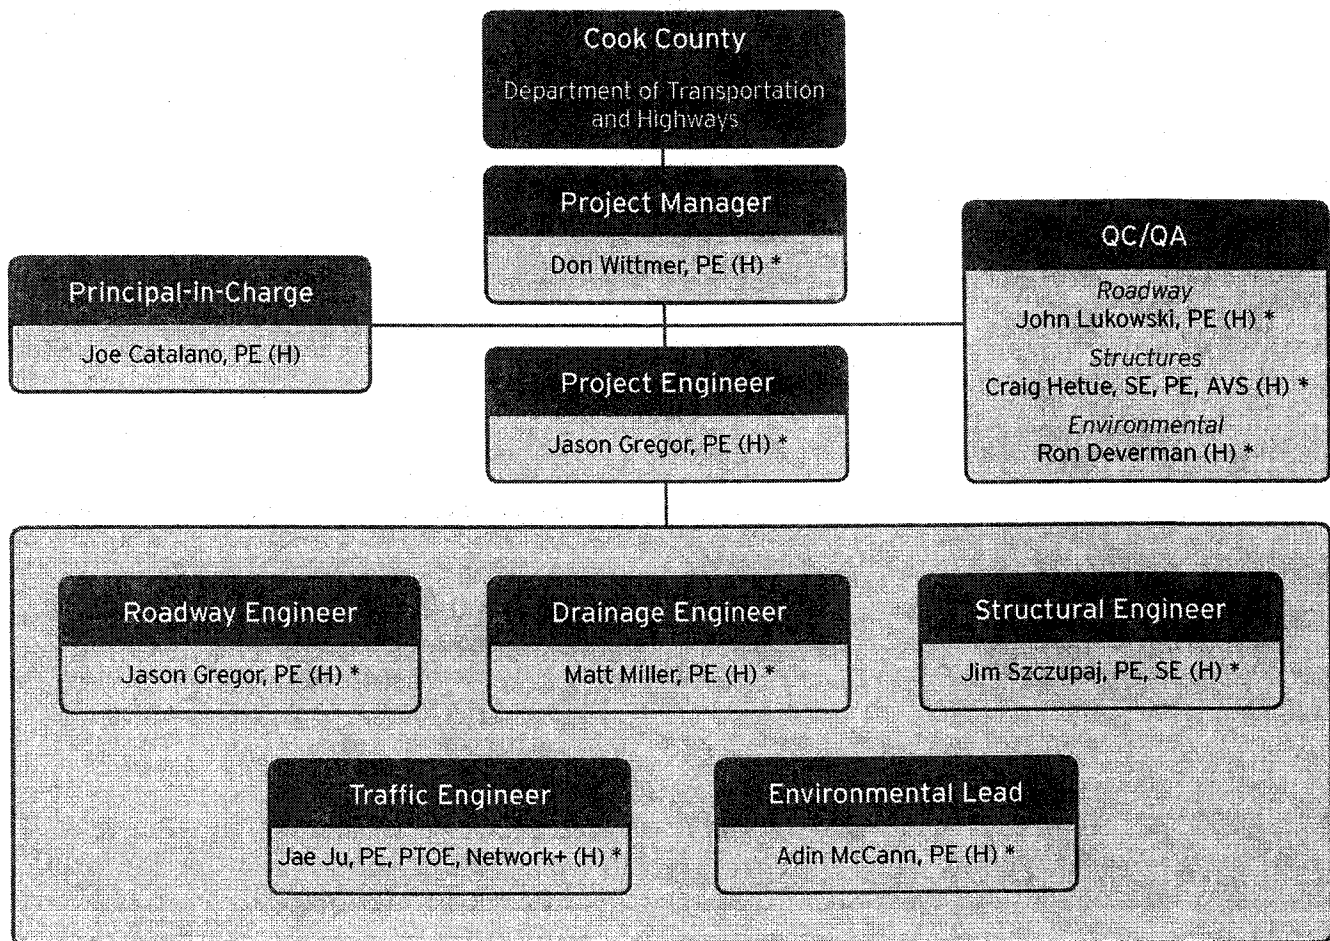 Cook County
Department of Transportation
and Highways
Project Manager
Don Wittmer, PE (H) *
Principal-in-Charge
Joe Catalano, PE (H)
QC/QA
Roadway
John Lukowski, PE (H) *
Structures
Craig Hetue, SE, PE, AVS (H) *
Environmental
Ron Deverman (H) *
Project Engineer
Jason Gregor, PE (H) *
Roadway Engineer
Jason Gregor, PE (H) *
Drainage Engineer
Matt Miller, PE (H) *
Structural Engineer
Jim Szczupaj, PE, SE (H) *
Traffic Engineer
Jae Ju, PE, PTOE, Network+ (H) *
Environmental Lead
Adin McCann, PE (H) *